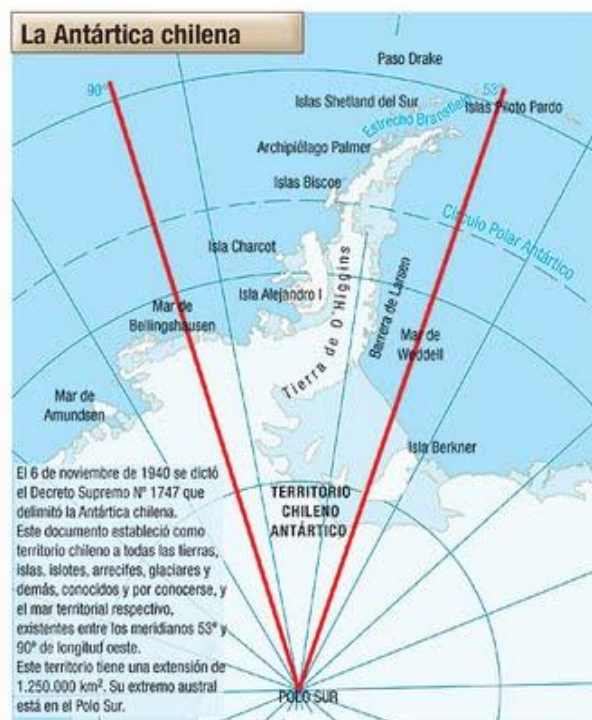 La Antártica chilena
Paso Drake
90º
53º
Islas Shetland del Sur
Islas Piloto Pardo
Estrecho Bransfield
Archipiélago Palmer
Islas Biscoe
Círculo Polar Antártico
Isla Charcot
Isla Alejandro I
Tierra de O'Higgins
Barrera de Larsen
Mar de
Bellingshausen
Mar de
Weddell
Mar de
Amundsen
Isla Berkner
El 6 de noviembre de 1940 se dictó
el Decreto Supremo Nº 1747 que
delimitó la Antártica chilena.
Este documento estableció como
territorio chileno a todas las tierras,
islas, islotes, arrecifes, glaciares y
demás, conocidos y por conocerse, y
el mar territorial respectivo,
existentes entre los meridianos 53º y
90º de longitud oeste.
Este territorio tiene una extensión de
1.250.000 km². Su extremo austral
está en el Polo Sur.
TERRITORIO
CHILENO
ANTÁRTICO
POLO SUR